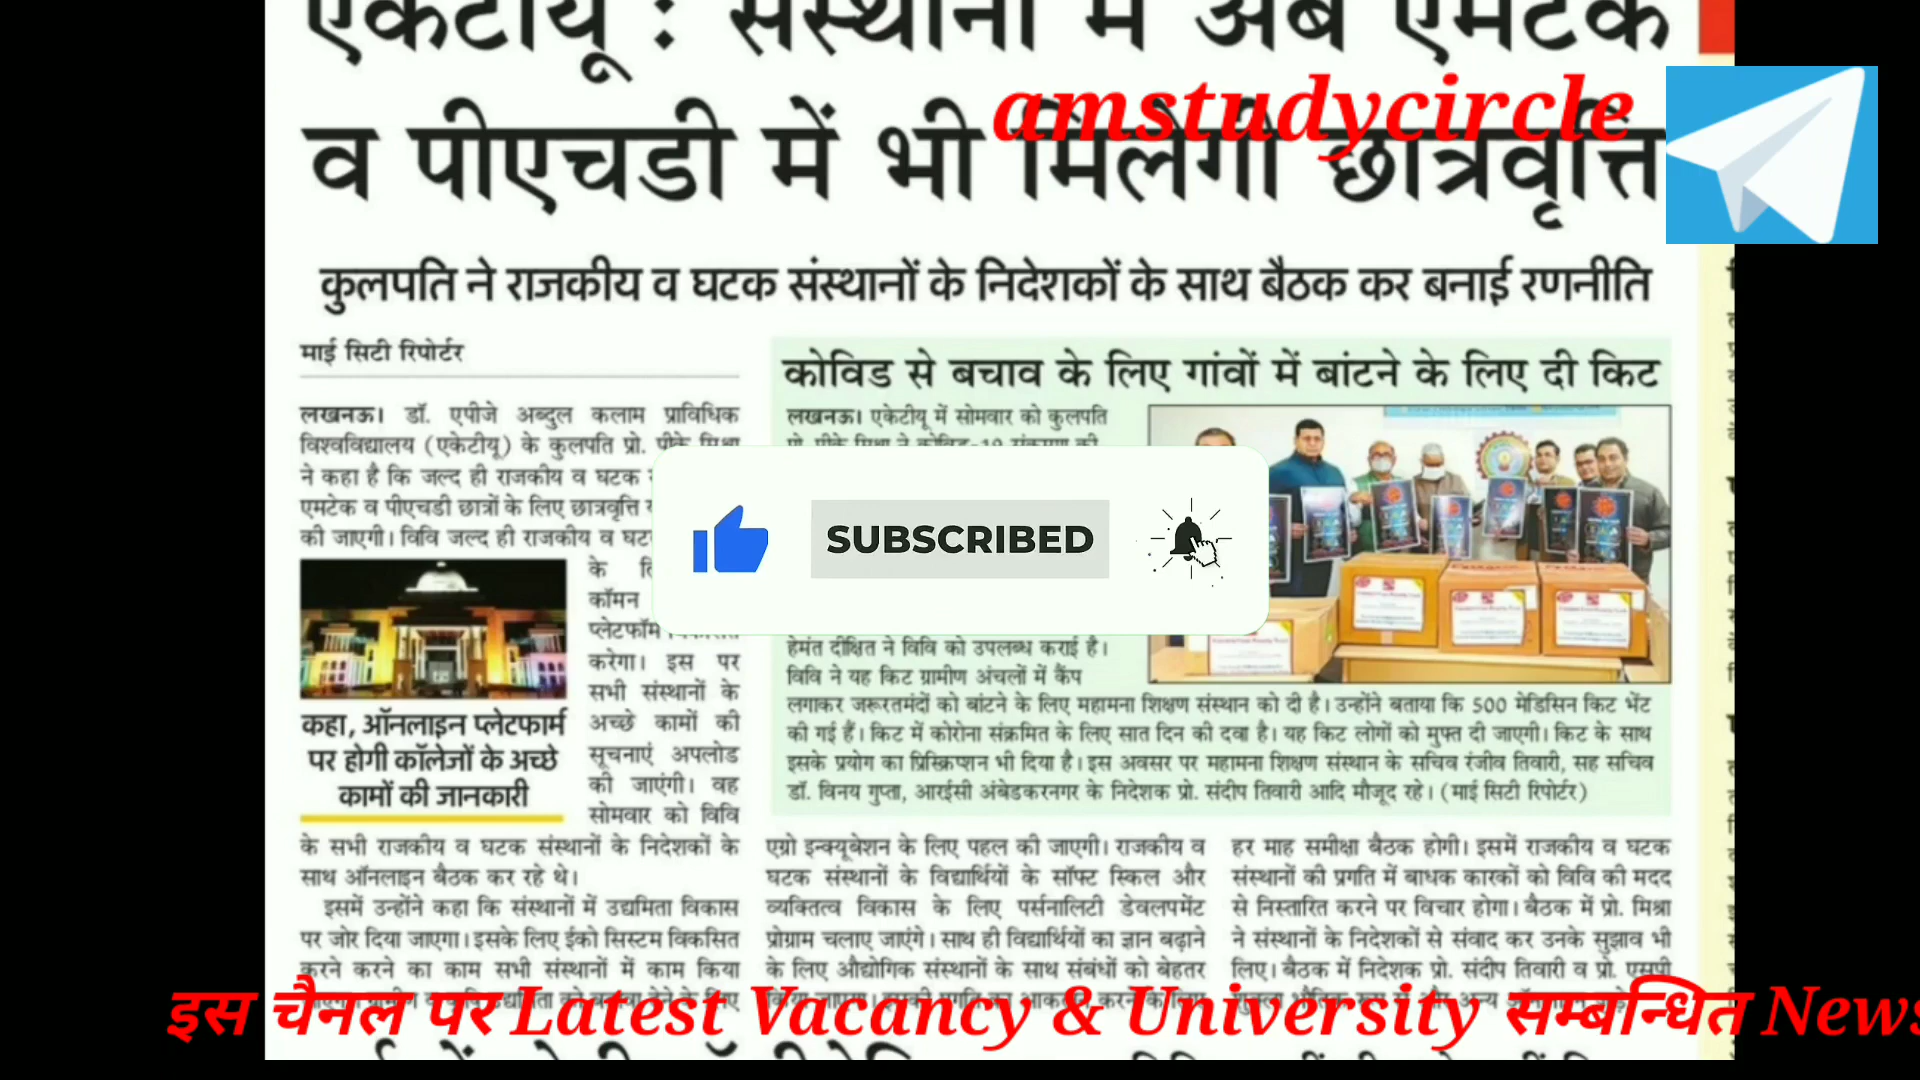 एकेटीयू : संस्थानों में अब एमटेक
व पीएचडी में भी मिलेगी छात्रवृत्ति
amstudycircle
कुलपति ने राजकीय व घटक संस्थानों के निदेशकों के साथ बैठक कर बनाई रणनीति
माई सिटी रिपोर्टर
लखनऊ। डॉ. एपीजे अब्दुल कलाम प्राविधिक
विश्वविद्यालय (एकेटीयू) के कुलपति प्रो. पीके मिश्रा
ने कहा है कि जल्द ही राजकीय व घटक
एमटेक व पीएचडी छात्रों के लिए छात्रवृत्ति
की जाएगी। विवि जल्द ही राजकीय व
के
कॉमन
प्लेटफॉर्म
करेगा। इस पर
सभी संस्थानों के
अच्छे कामों की
सूचनाएं अपलोड
की जाएंगी। वह
सोमवार को विवि
कहा, ऑनलाइन प्लेटफार्म
पर होगी कॉलेजों के अच्छे
कामों की जानकारी
के सभी राजकीय व घटक संस्थानों के निदेशकों के
साथ ऑनलाइन बैठक कर रहे थे।
इसमें उन्होंने कहा कि संस्थानों में उद्यमिता विकास
पर जोर दिया जाएगा। इसके लिए ईको सिस्टम विकसित
करने करने का काम सभी संस्थानों में काम किया
कोविड से बचाव के लिए गांवों में बांटने के लिए दी किट
लखनऊ। एकेटीयू में सोमवार को कुलपति
प्रो. पीके मिश्रा ने कोविड-19 संक्रमण की
SUBSCRIBED
हेमंत दीक्षित ने विवि को उपलब्ध कराई है।
विवि ने यह किट ग्रामीण अंचलों में कैंप
लगाकर जरूरतमंदों को बांटने के लिए महामना शिक्षण संस्थान को दी है। उन्होंने बताया कि 500 मेडिसिन किट भेंट
की गई हैं। किट में कोरोना संक्रमित के लिए सात दिन की दवा है। यह किट लोगों को मुफ्त दी जाएगी। किट के साथ
इसके प्रयोग का प्रिस्क्रिप्शन भी दिया है। इस अवसर पर महामना शिक्षण संस्थान के सचिव रंजीव तिवारी, सह सचिव
डॉ. विनय गुप्ता, आरईसी अंबेडकरनगर के निदेशक प्रो. संदीप तिवारी आदि मौजूद रहे। (माई सिटी रिपोर्टर)
एग्रो इन्क्यूबेशन के लिए पहल की जाएगी। राजकीय व
घटक संस्थानों के विद्यार्थियों के सॉफ्ट स्किल और
व्यक्तित्व विकास के लिए पर्सनालिटी डेवलपमेंट
प्रोग्राम चलाए जाएंगे। साथ ही विद्यार्थियों का ज्ञान बढ़ाने
के लिए औद्योगिक संस्थानों के साथ संबंधों को बेहतर
हर माह समीक्षा बैठक होगी। इसमें राजकीय व घटक
संस्थानों की प्रगति में बाधक कारकों को विवि की मदद
से निस्तारित करने पर विचार होगा। बैठक में प्रो. मिश्रा
ने संस्थानों के निदेशकों से संवाद कर उनके सुझाव भी
लिए। बैठक में निदेशक प्रो. संदीप तिवारी व प्रो. एसपी
इस चैनल पर Latest Vacancy & University सम्बन्धित News